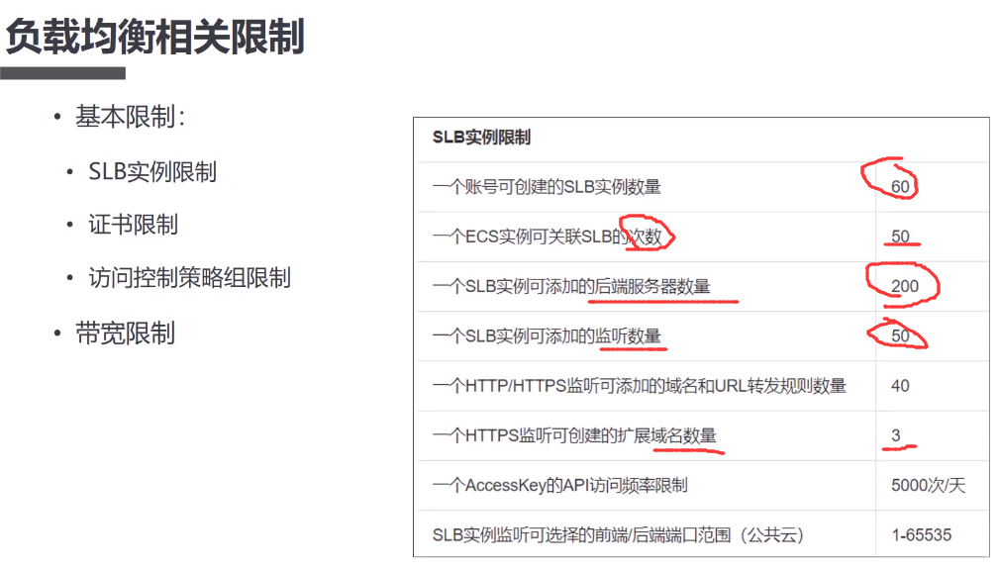 负载均衡相关限制
• 基本限制：
• SLB实例限制
• 证书限制
• 访问控制策略组限制
• 带宽限制
SLB实例限制
一个账号可创建的SLB实例数量 60
一个ECS实例可关联SLB的次数 50
一个SLB实例可添加的后端服务器数量 200
一个SLB实例可添加的监听数量 50
一个HTTP/HTTPS监听可添加的域名和URL转发规则数量 40
一个HTTPS监听可创建的扩展域名数量 3
一个AccessKey的API访问频率限制 5000次/天
SLB实例监听可选择的前端/后端端口范围（公共云） 1-65535